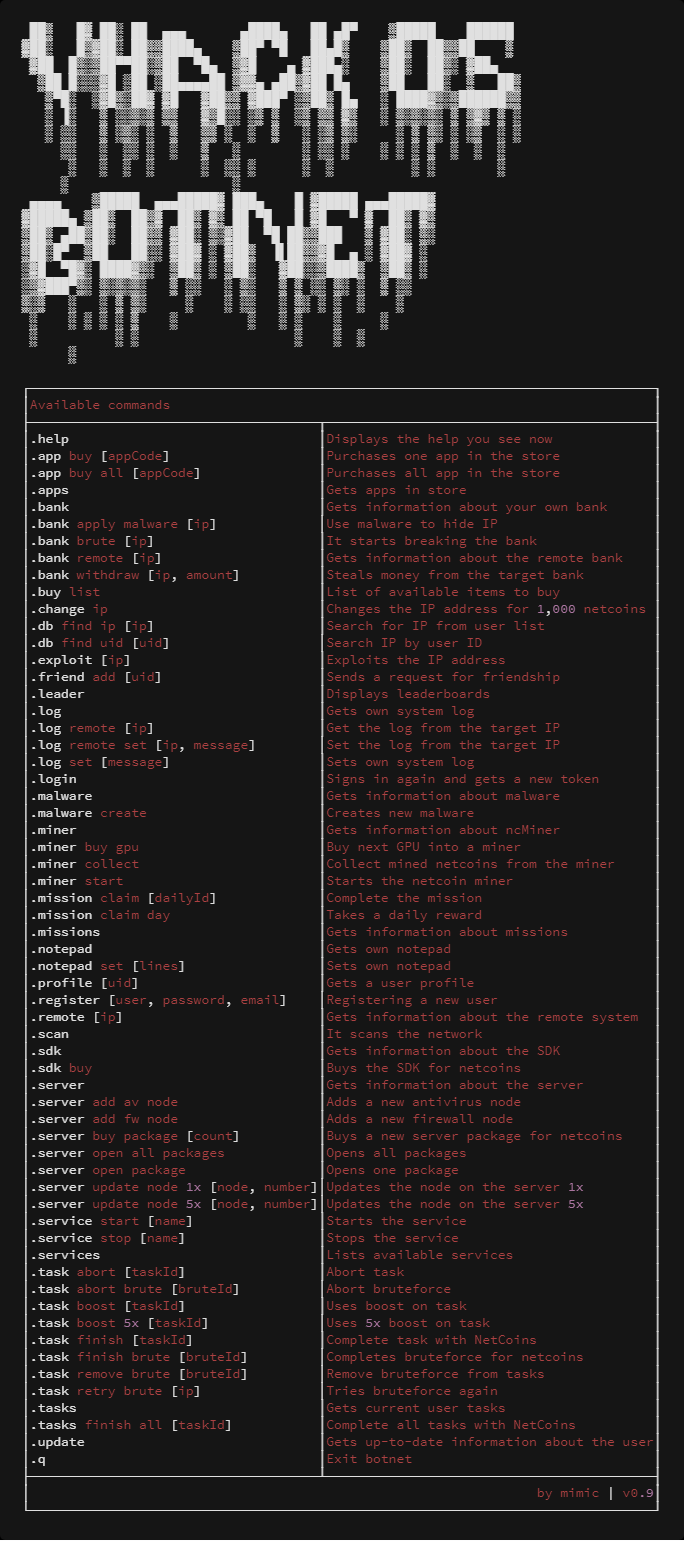 vHack OS
BOTNET
Available commands
.help Displays the help you see now
.app buy [appCode] Purchases one app in the store
.app buy all [appCode] Purchases all app in the store
.apps Gets apps in store
.bank Gets information about your own bank
.bank apply malware [ip] Use malware to hide IP
.bank brute [ip] It starts breaking the bank
.bank remote [ip] Gets information about the remote bank
.bank withdraw [ip, amount] Steals money from the target bank
.buy list List of available items to buy
.change ip Changes the IP address for 1,000 netcoins
.db find ip [ip] Search for IP from user list
.db find uid [uid] Search IP by user ID
.exploit [ip] Exploits the IP address
.friend add [uid] Sends a request for friendship
.leader Displays leaderboards
.log Gets own system log
.log remote [ip] Get the log from the target IP
.log remote set [ip, message] Set the log from the target IP
.log set [message] Sets own system log
.login Signs in again and gets a new token
.malware Gets information about malware
.malware create Creates new malware
.miner Gets information about ncMiner
.miner buy gpu Buy next GPU into a miner
.miner collect Collect mined netcoins from the miner
.miner start Starts the netcoin miner
.mission claim [dailyId] Complete the mission
.mission claim day Takes a daily reward
.missions Gets information about missions
.notepad Gets own notepad
.notepad set [lines] Sets own notepad
.profile [uid] Gets a user profile
.register [user, password, email] Registering a new user
.remote [ip] Gets information about the remote system
.scan It scans the network
.sdk Gets information about the SDK
.sdk buy Buys the SDK for netcoins
.server Gets information about the server
.server add av node Adds a new antivirus node
.server add fw node Adds a new firewall node
.server buy package [count] Buys a new server package for netcoins
.server open all packages Opens all packages
.server open package Opens one package
.server update node 1x [node, number] Updates the node on the server 1x
.server update node 5x [node, number] Updates the node on the server 5x
.service start [name] Starts the service
.service stop [name] Stops the service
.services Lists available services
.task abort [taskId] Abort task
.task abort brute [bruteId] Abort bruteforce
.task boost [taskId] Uses boost on task
.task boost 5x [taskId] Uses 5x boost on task
.task finish [taskId] Complete task with NetCoins
.task finish brute [bruteId] Completes bruteforce for netcoins
.task remove brute [bruteId] Remove bruteforce from tasks
.task retry brute [ip] Tries bruteforce again
.tasks Gets current user tasks
.tasks finish all [taskId] Complete all tasks with NetCoins
.update Gets up-to-date information about the user
.q Exit botnet
by mimic | v0.9